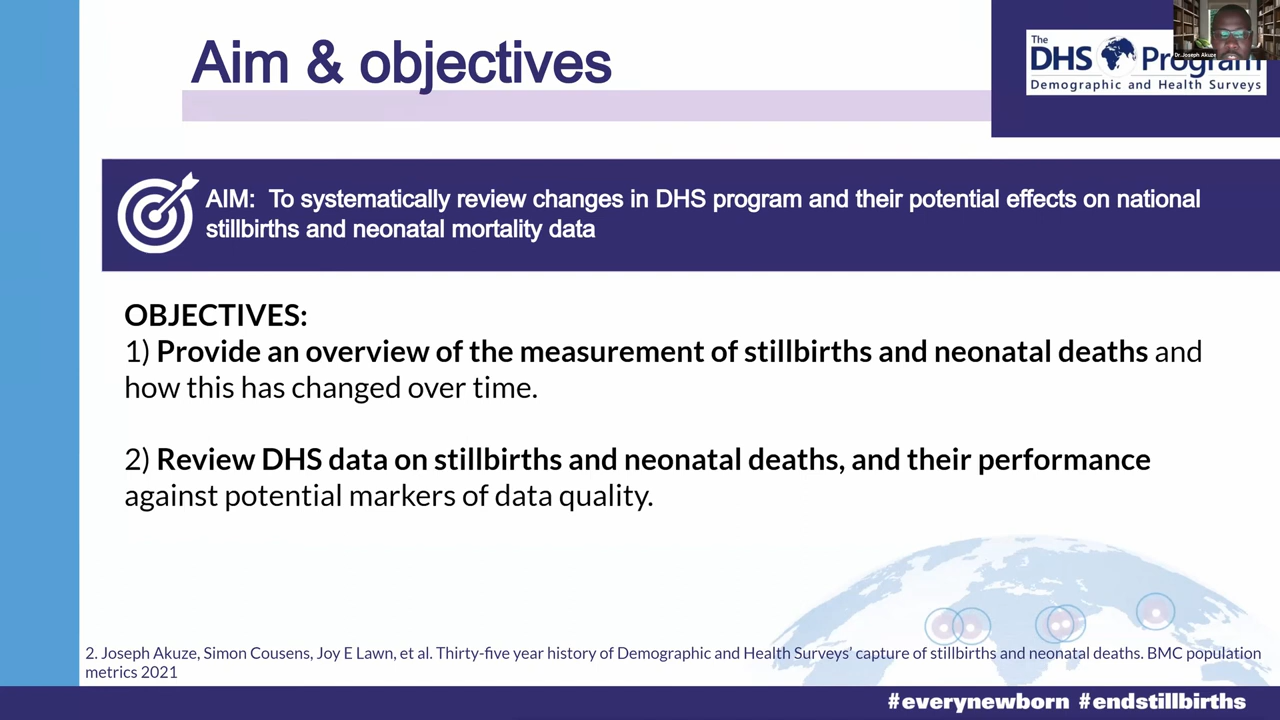 Aim & objectives
The
DHS Program
Demographic and Health Surveys
Dr.Joseph Akuze
AIM: To systematically review changes in DHS program and their potential effects on national
stillbirths and neonatal mortality data
OBJECTIVES:
1) Provide an overview of the measurement of stillbirths and neonatal deaths and
how this has changed over time.
2) Review DHS data on stillbirths and neonatal deaths, and their performance
against potential markers of data quality.
2. Joseph Akuze, Simon Cousens, Joy E Lawn, et al. Thirty-five year history of Demographic and Health Surveys’ capture of stillbirths and neonatal deaths. BMC population
metrics 2021
#everynewborn #endstillbirths